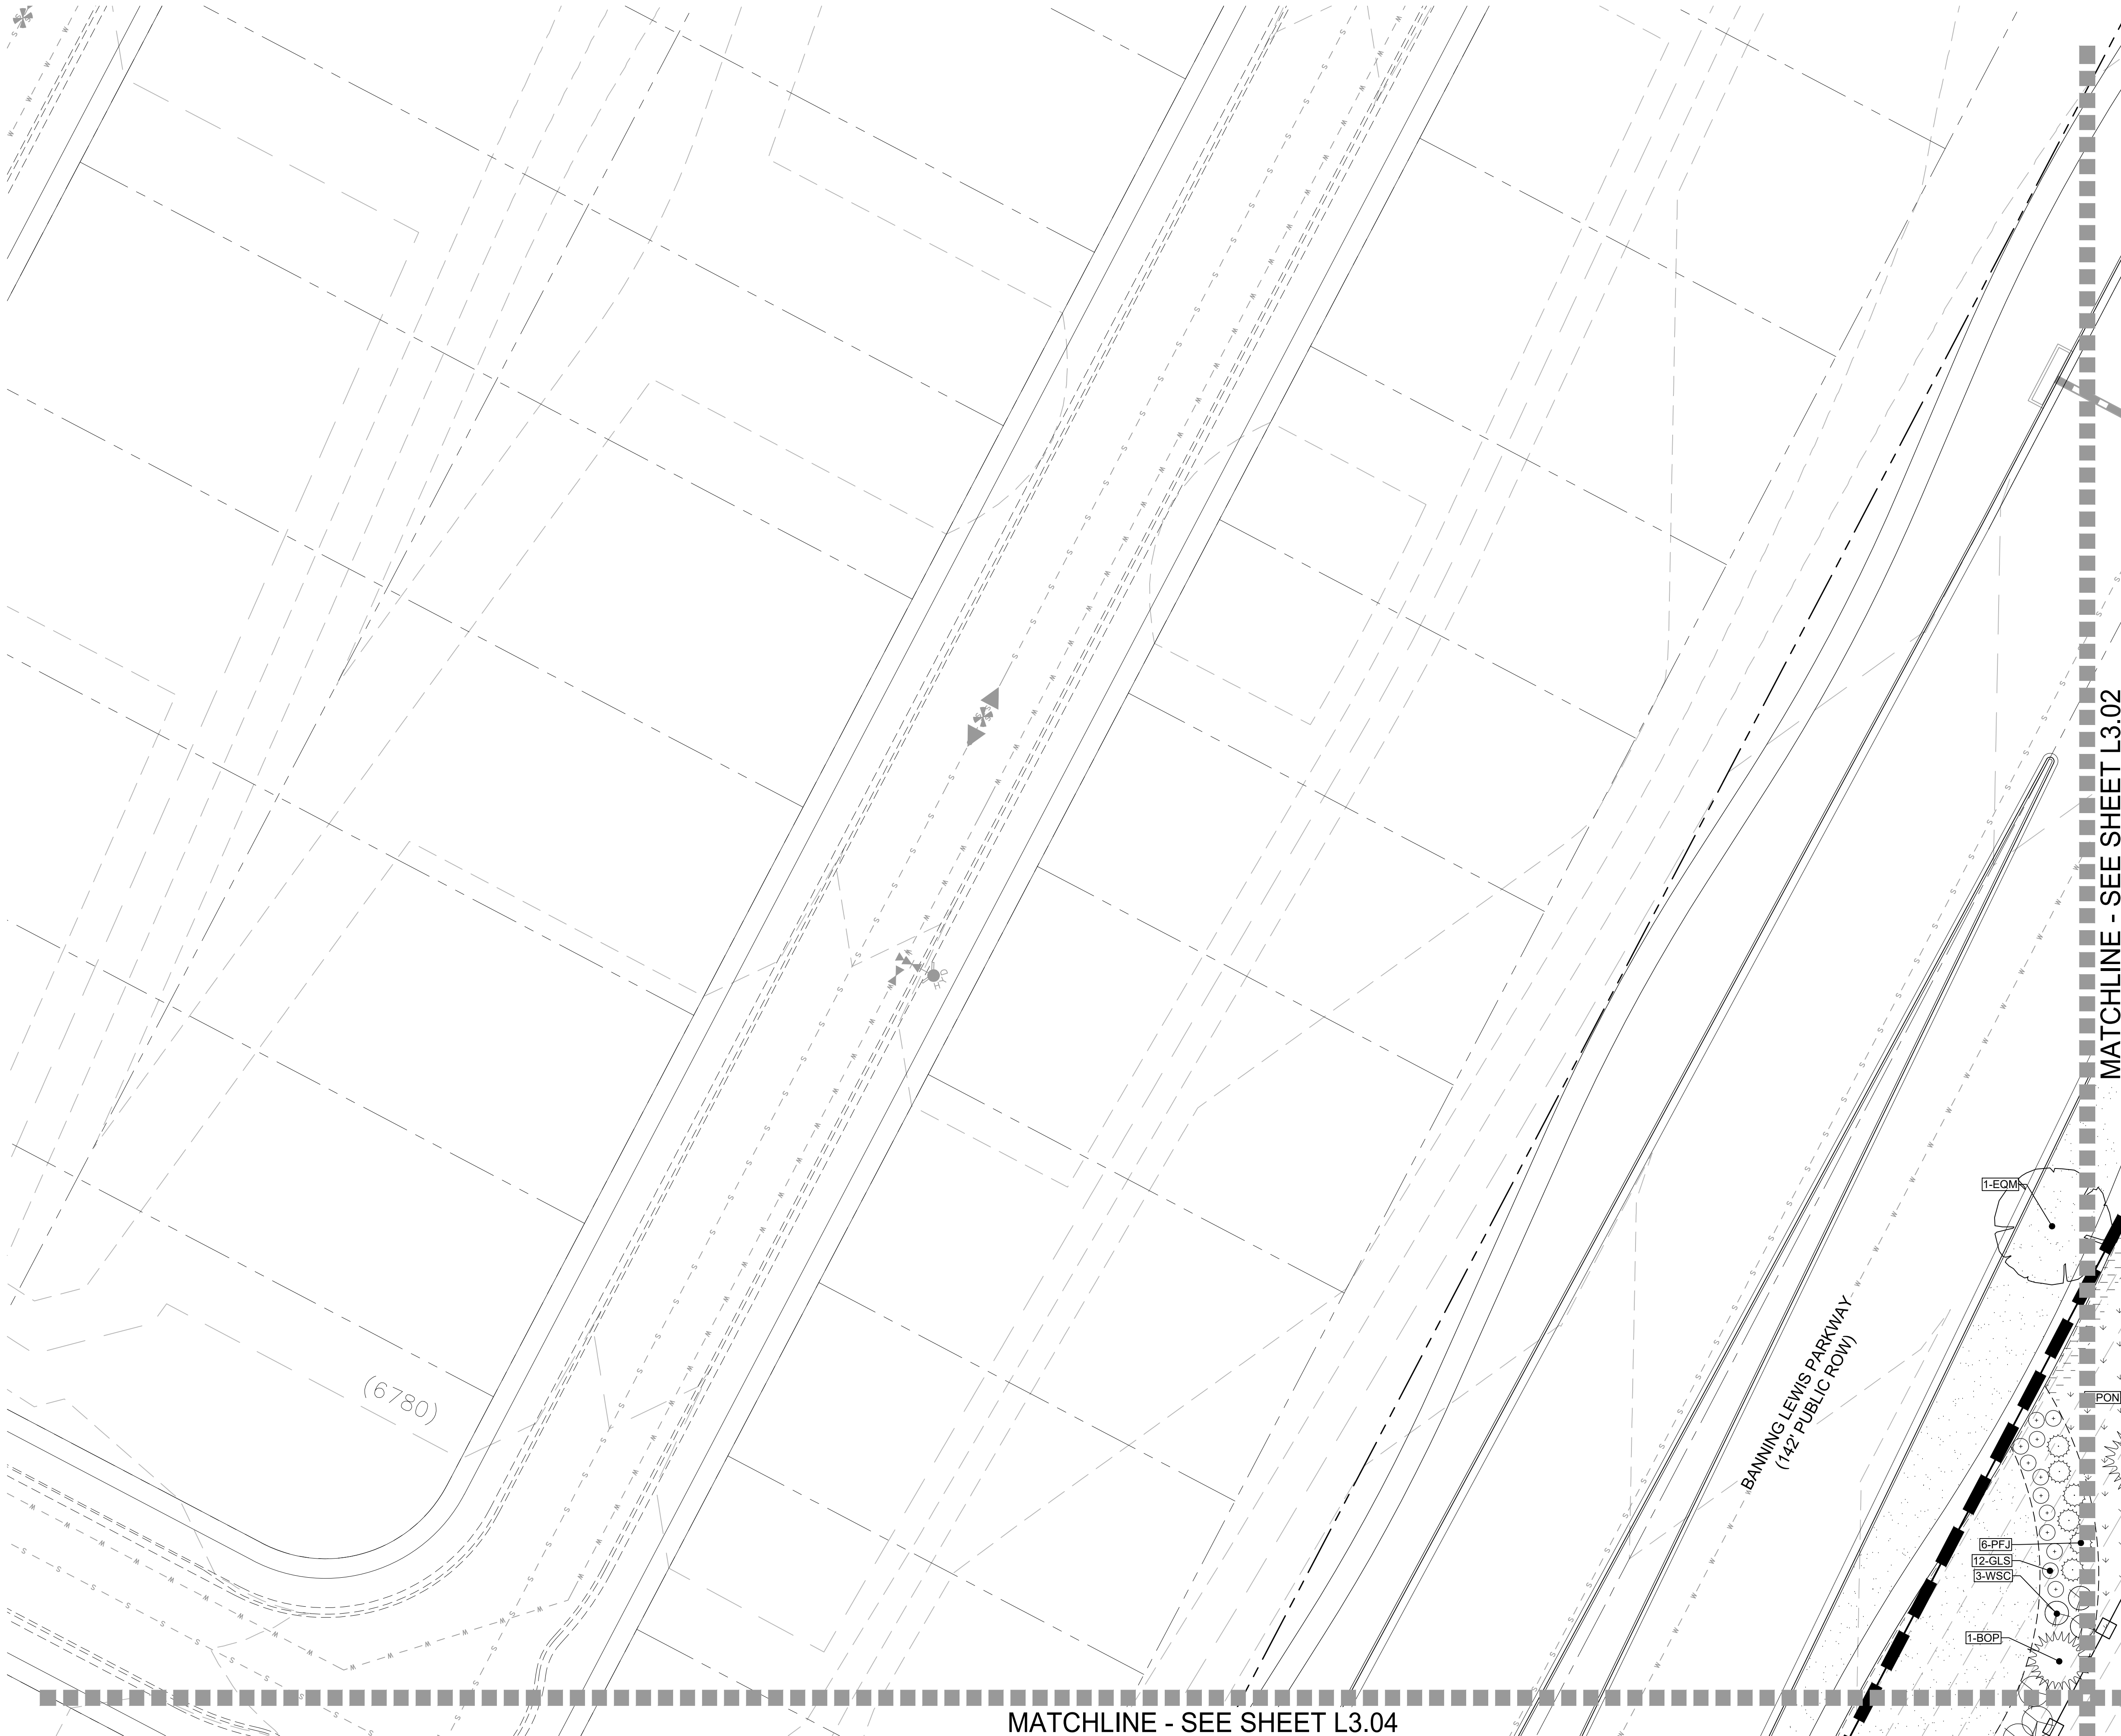 MATCHLINE - SEE SHEET L3.02
1-EQM
BANNING LEWIS PARKWAY
(142' PUBLIC ROW)
PON
(6780)
6-PFJ
12-GLS
3-WSC
1-BOP
HYD
MATCHLINE - SEE SHEET L3.04